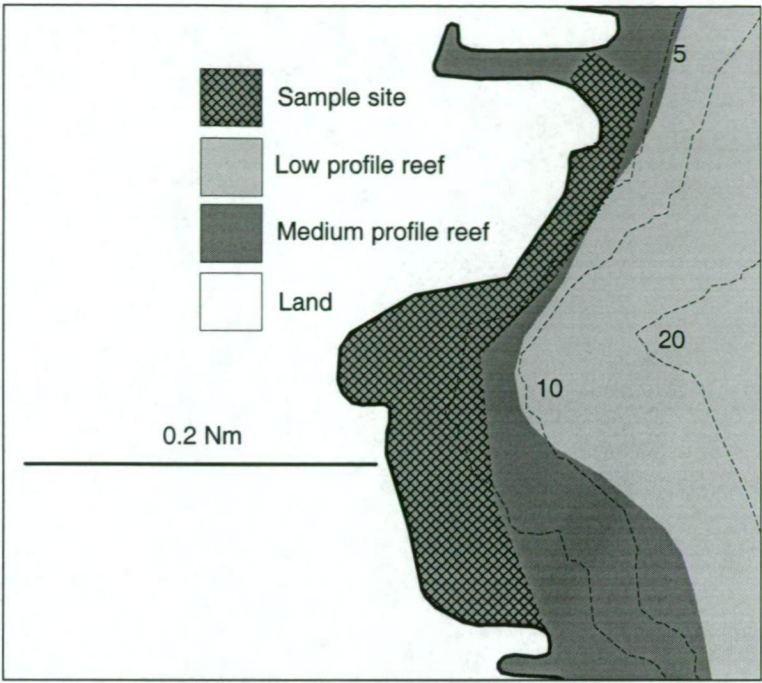 5
Sample site
Low profile reef
Medium profile reef
Land
20
10
0.2 Nm